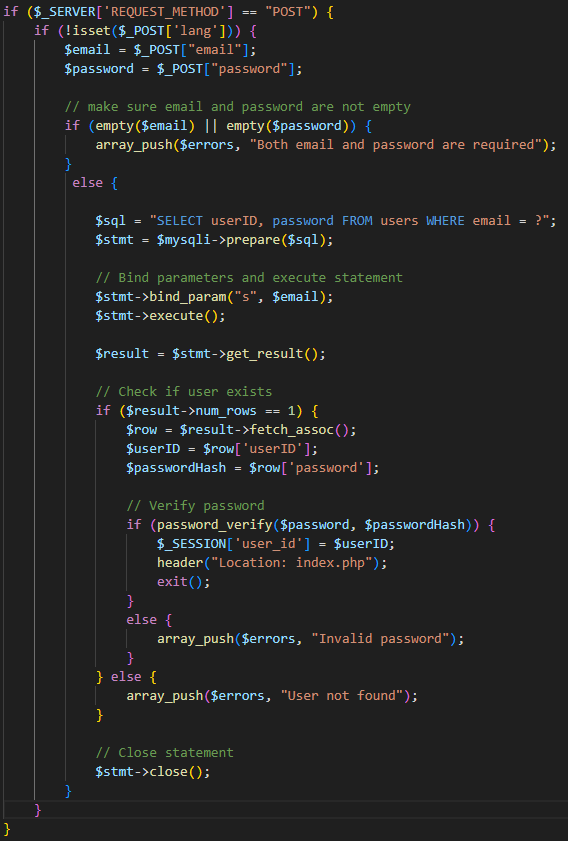 if ($_SERVER['REQUEST_METHOD'] == "POST") {
    if (!isset($_POST['lang'])) {
        $email = $_POST["email"];
        $password = $_POST["password"];

        // make sure email and password are not empty
        if (empty($email) || empty($password)) {
            array_push($errors, "Both email and password are required");
        }
         else {

            $sql = "SELECT userID, password FROM users WHERE email = ?";
            $stmt = $mysqli->prepare($sql);

            // Bind parameters and execute statement
            $stmt->bind_param("s", $email);
            $stmt->execute();

            $result = $stmt->get_result();

            // Check if user exists
            if ($result->num_rows == 1) {
                $row = $result->fetch_assoc();
                $userID = $row['userID'];
                $passwordHash = $row['password'];

                // Verify password
                if (password_verify($password, $passwordHash)) {
                    $_SESSION['user_id'] = $userID;
                    header("Location: index.php");
                    exit();
                }
                else {
                    array_push($errors, "Invalid password");
                }
            } else {
                array_push($errors, "User not found");
            }

            // Close statement
            $stmt->close();
        }
    }
}